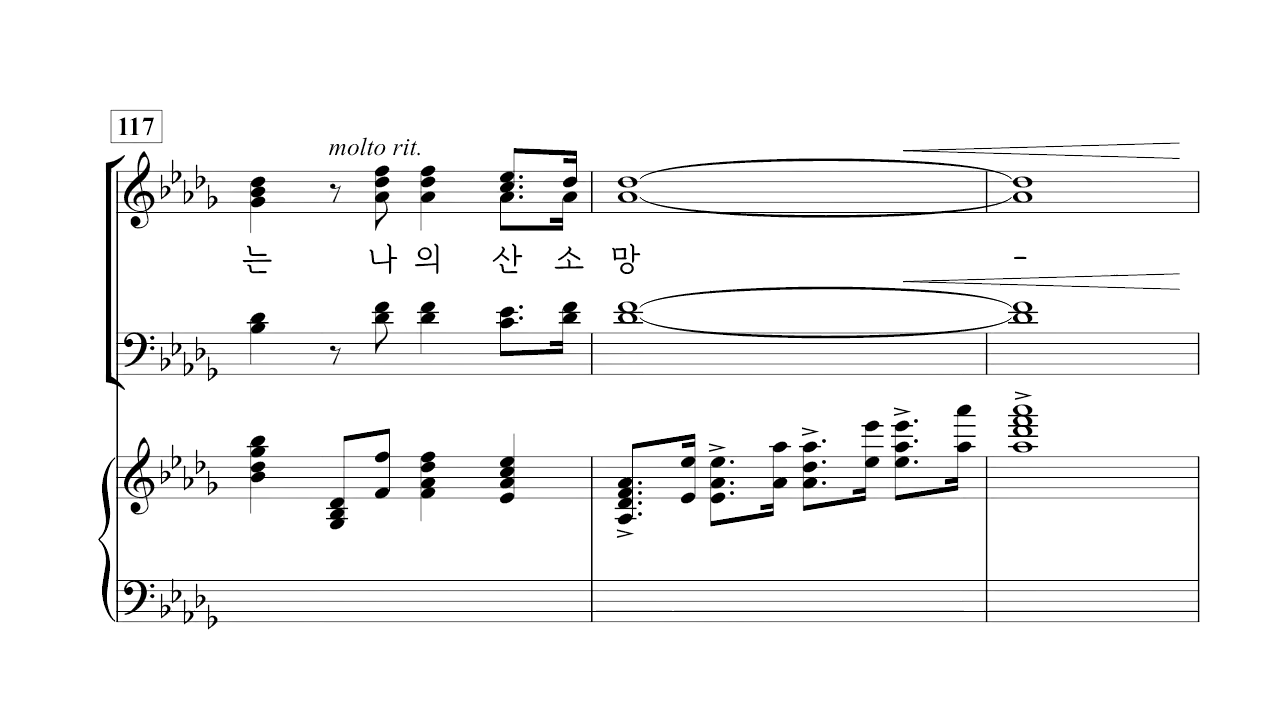 117
molto rit.
는 나 의 산 소 망 -